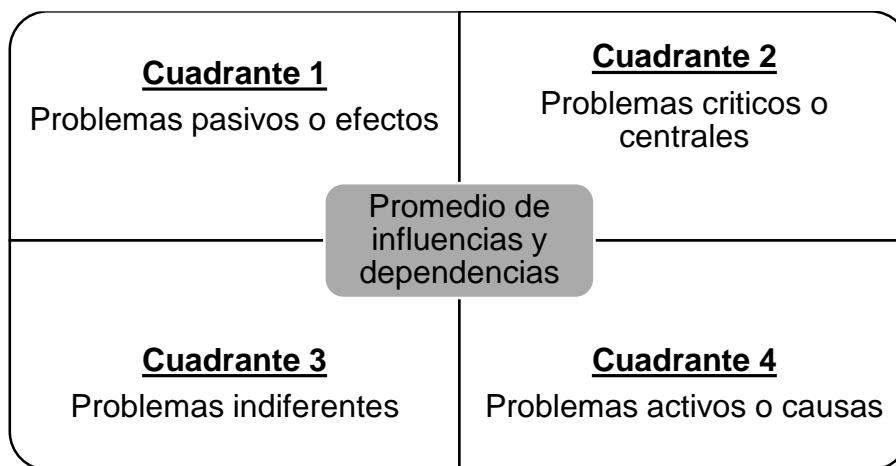 Cuadrante 1
Problemas pasivos o efectos
Cuadrante 2
Problemas criticos o
centrales
Promedio de
influencias y
dependencias
Cuadrante 3
Problemas indiferentes
Cuadrante 4
Problemas activos o causas